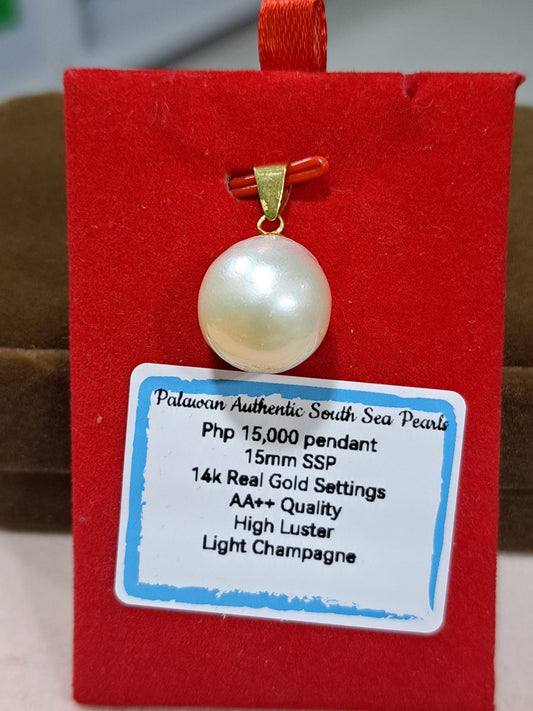 Palawan Authentic South Sea Pearls
Php 15,000 pendant
15mm SSP
14k Real Gold Settings
AA++ Quality
High Luster
Light Champagne